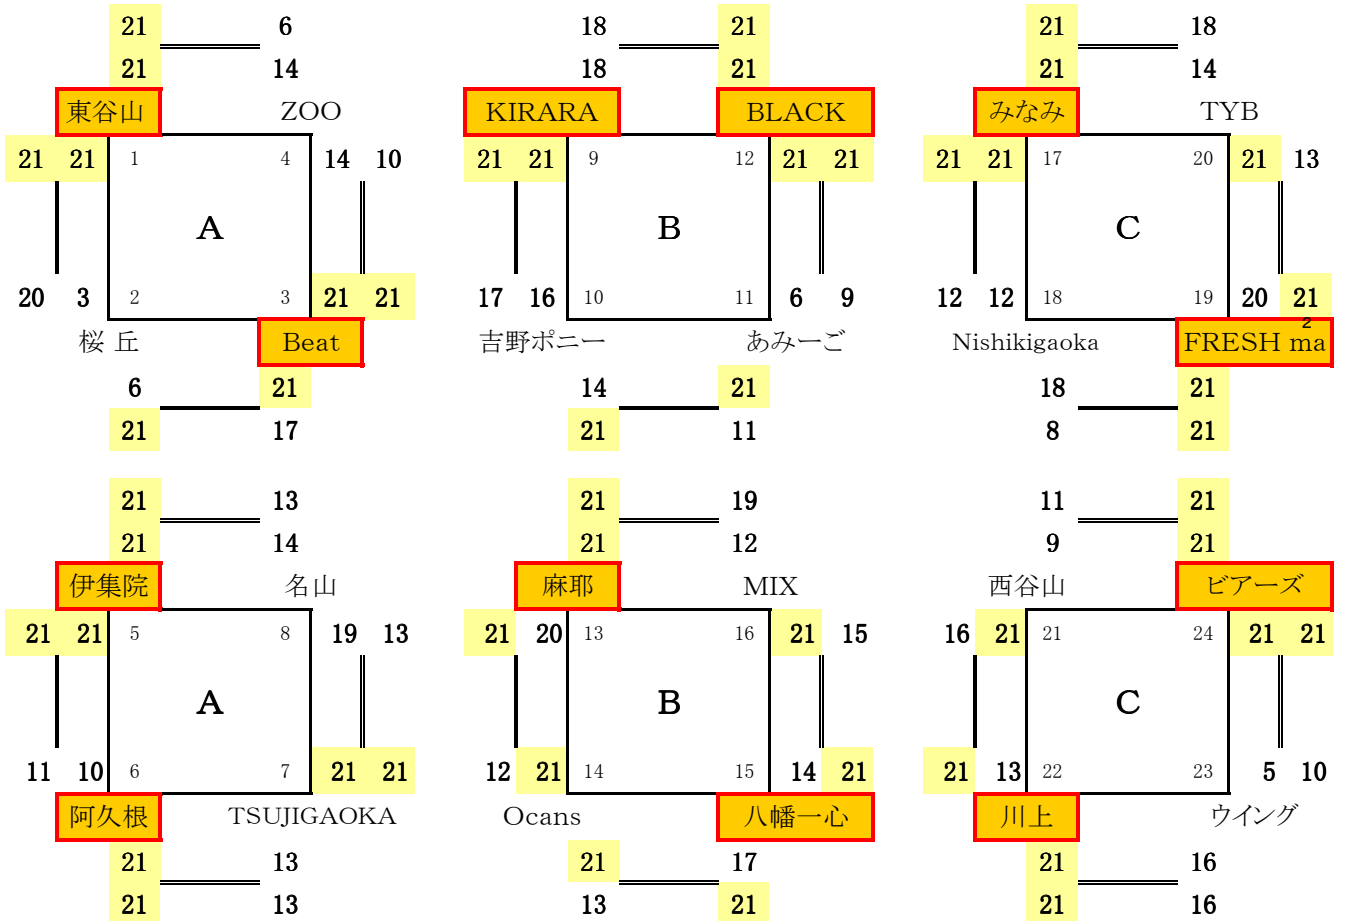 21 6 18 21 21 18
21 14 18 21 21 14
東谷山 ZOO KIRARA BLACK みなみ TYB
21 21 1 4 14 10 21 21 9 12 21 21 21 21 17 20 21 13
A B C
20 3 2 3 21 21 17 16 10 11 6 9 12 12 18 19 20 21
2
桜 丘 Beat 吉野ポニー あみーご Nishikigaoka FRESH ma
6 21 14 21 18 21
21 17 21 11 8 21
21 13 21 19 11 21
21 14 21 12 9 21
伊集院 名山 麻耶 MIX 西谷山 ビアーズ
21 21 5 8 19 13 21 20 13 16 21 15 16 21 21 24 21 21
A B C
11 10 6 7 21 21 12 21 14 15 14 21 21 13 22 23 5 10
阿久根 TSUJIGAOKA Ocans 八幡一心 川上 ウイング
21 13 21 17 21 16
21 13 13 21 21 16